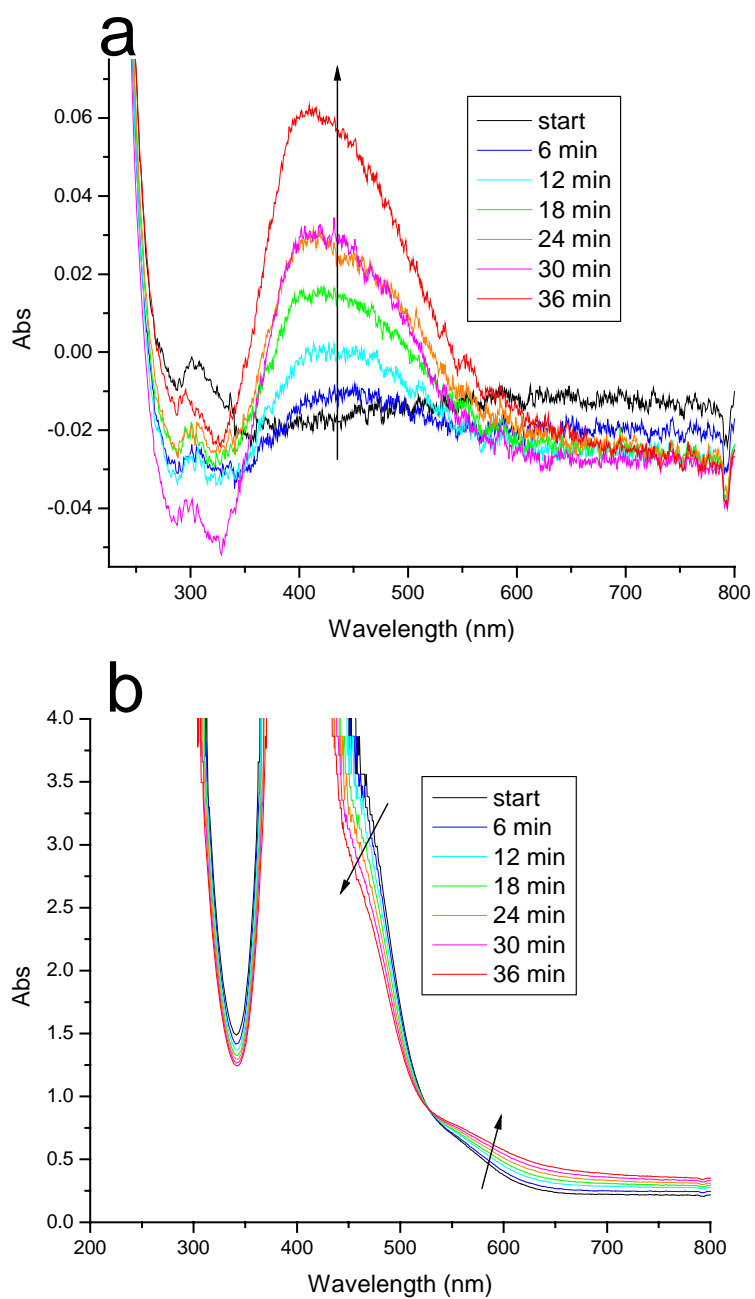 a
0.06
0.04
0.02
0.00
-0.02
-0.04
Abs
300
400
500
600
700
800
Wavelength (nm)
start
6 min
12 min
18 min
24 min
30 min
36 min
b
4.0
3.5
3.0
2.5
2.0
1.5
1.0
0.5
0.0
Abs
200
300
400
500
600
700
800
Wavelength (nm)
start
6 min
12 min
18 min
24 min
30 min
36 min